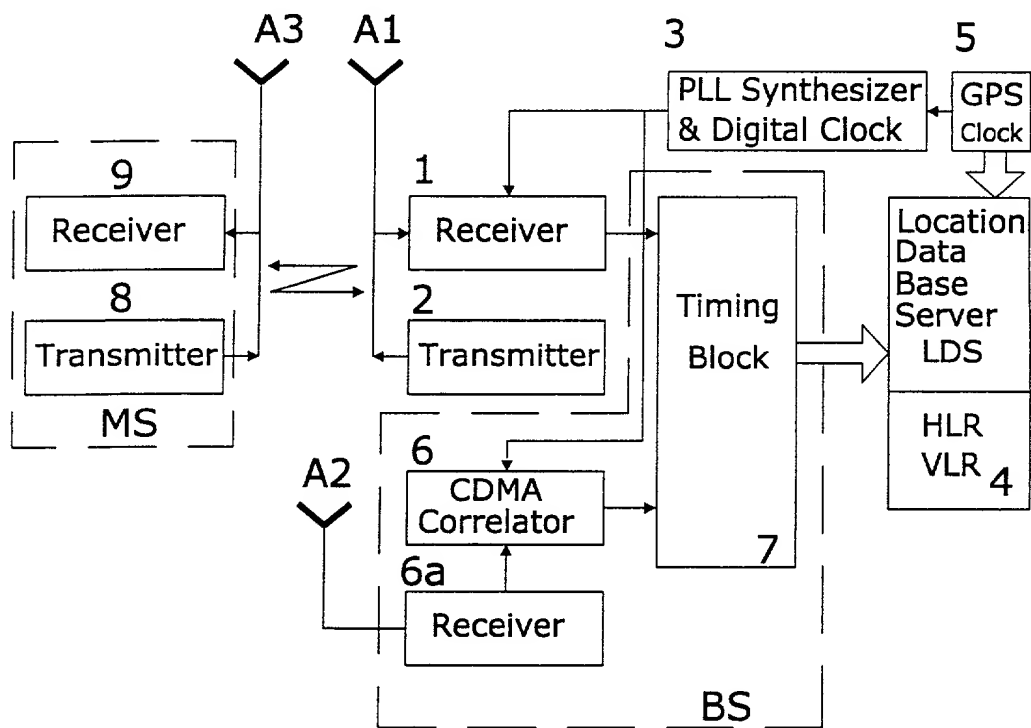 A3
A1
3
5
PLL Synthesizer
& Digital Clock
GPS
Clock
9
Receiver
1
Receiver
Location
Data
Base
Server
LDS
8
Transmitter
2
Transmitter
Timing
Block
MS
HLR
VLR
4
A2
6
CDMA
Correlator
7
6a
Receiver
BS